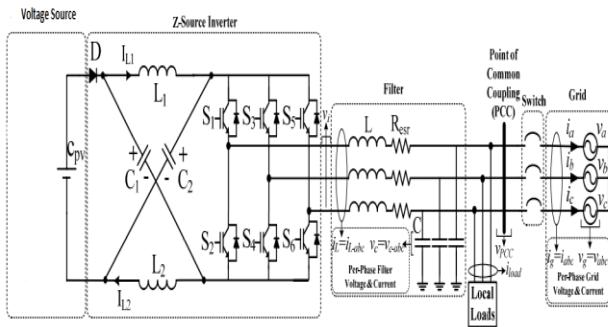 Voltage Source
Z-Source Inverter
D
I_L1
L_1
C_pv
+
-
C_1
+
-
C_2
L_2
I_L2
S_1
S_3
S_5
S_2
S_4
S_6
v_i
Filter
L
R_esr
C
i_L=i_L-abc
v_c=v_c-abc
Per-Phase Filter
Voltage & Current
Point of
Common
Coupling
(PCC)
v_PCC
i_load
Local
Loads
Switch
Grid
i_a
v_a
i_b
v_b
i_c
v_c
i_g=i_abc
v_g=v_abc
Per-Phase Grid
Voltage & Current